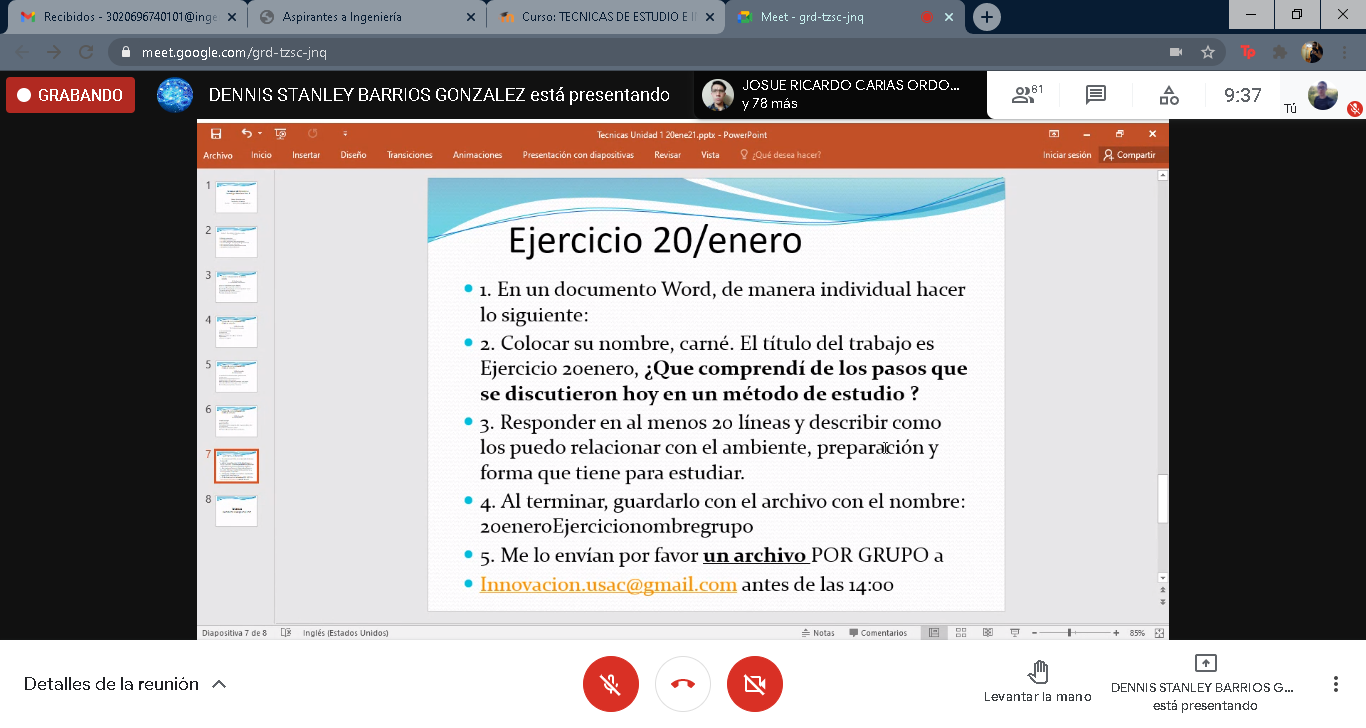 Recibidos - 3020696740101@inge
Aspirantes a Ingeniería
Curso: TECNICAS DE ESTUDIO E I
Meet - grd-tzsc-jnq
meet.google.com/grd-tzsc-jnq
GRABANDO
DENNIS STANLEY BARRIOS GONZALEZ está presentando
JOSUE RICARDO CARIAS ORDO...
y 78 más
61
9:37
Tú
Tecnicas Unidad 1 20ene21.pptx - PowerPoint
Archivo Inicio Insertar Diseño Transiciones Animaciones Presentación con diapositivas Revisar Vista ¿Qué desea hacer? Iniciar sesión Compartir
1
2
3
4
5
6
7
8
Ejercicio 20/enero
1. En un documento Word, de manera individual hacer
lo siguiente:
2. Colocar su nombre, carné. El título del trabajo es
Ejercicio 20enero, ¿Que comprendí de los pasos que
se discutieron hoy en un método de estudio ?
3. Responder en al menos 20 líneas y describir como
los puedo relacionar con el ambiente, preparación y
forma que tiene para estudiar.
4. Al terminar, guardarlo con el archivo con el nombre:
20eneroEjercicionombregrupo
5. Me lo envían por favor un archivo POR GRUPO a
Innovacion.usac@gmail.com antes de las 14:00
Diapositiva 7 de 8 Inglés (Estados Unidos) Notas Comentarios 85%
Detalles de la reunión
Levantar la mano
DENNIS STANLEY BARRIOS G...
está presentando